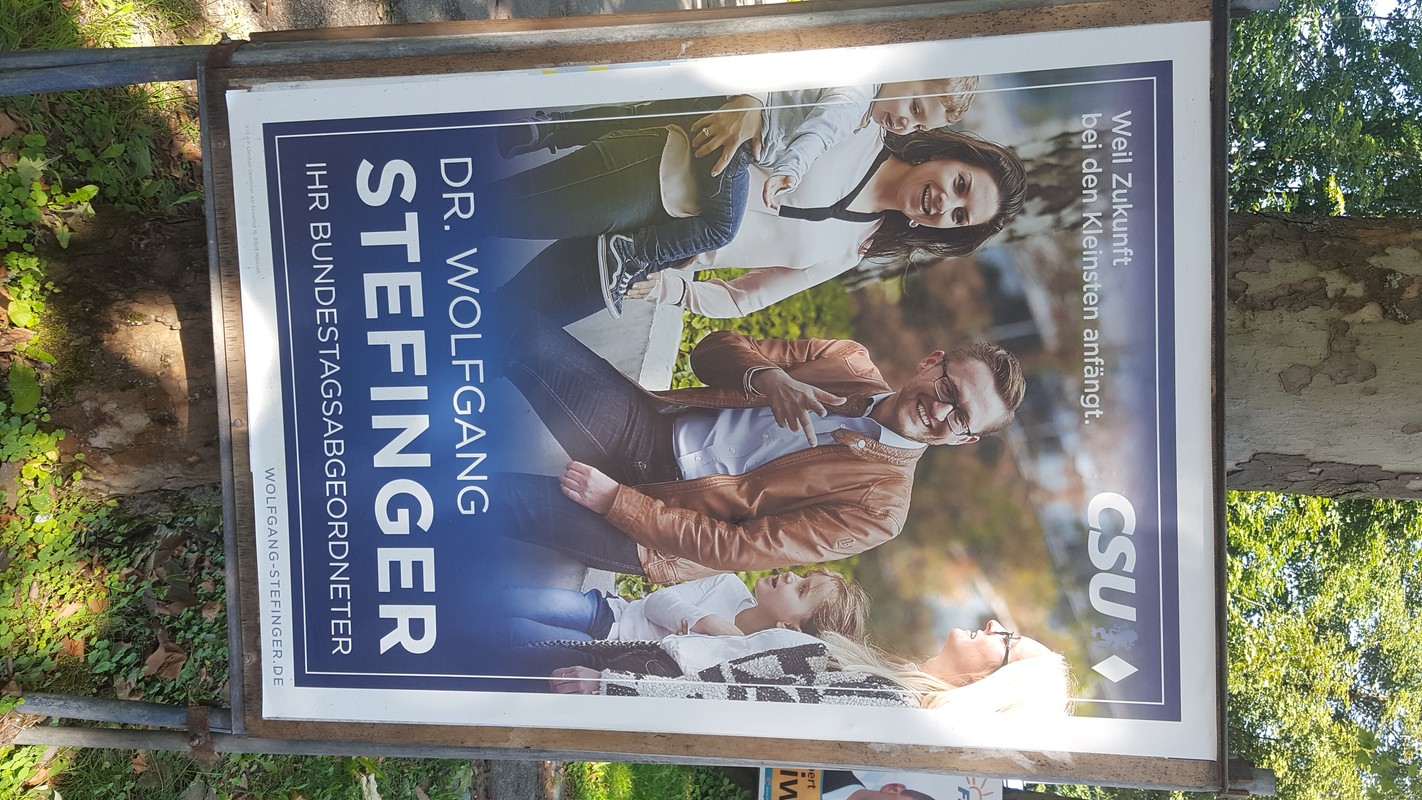 Weil Zukunft
bei den Kleinsten anfängt.
CSU
DR. WOLFGANG
STEFINGER
IHR BUNDESTAGSABGEORDNETER
WOLFGANG-STEFINGER.DE